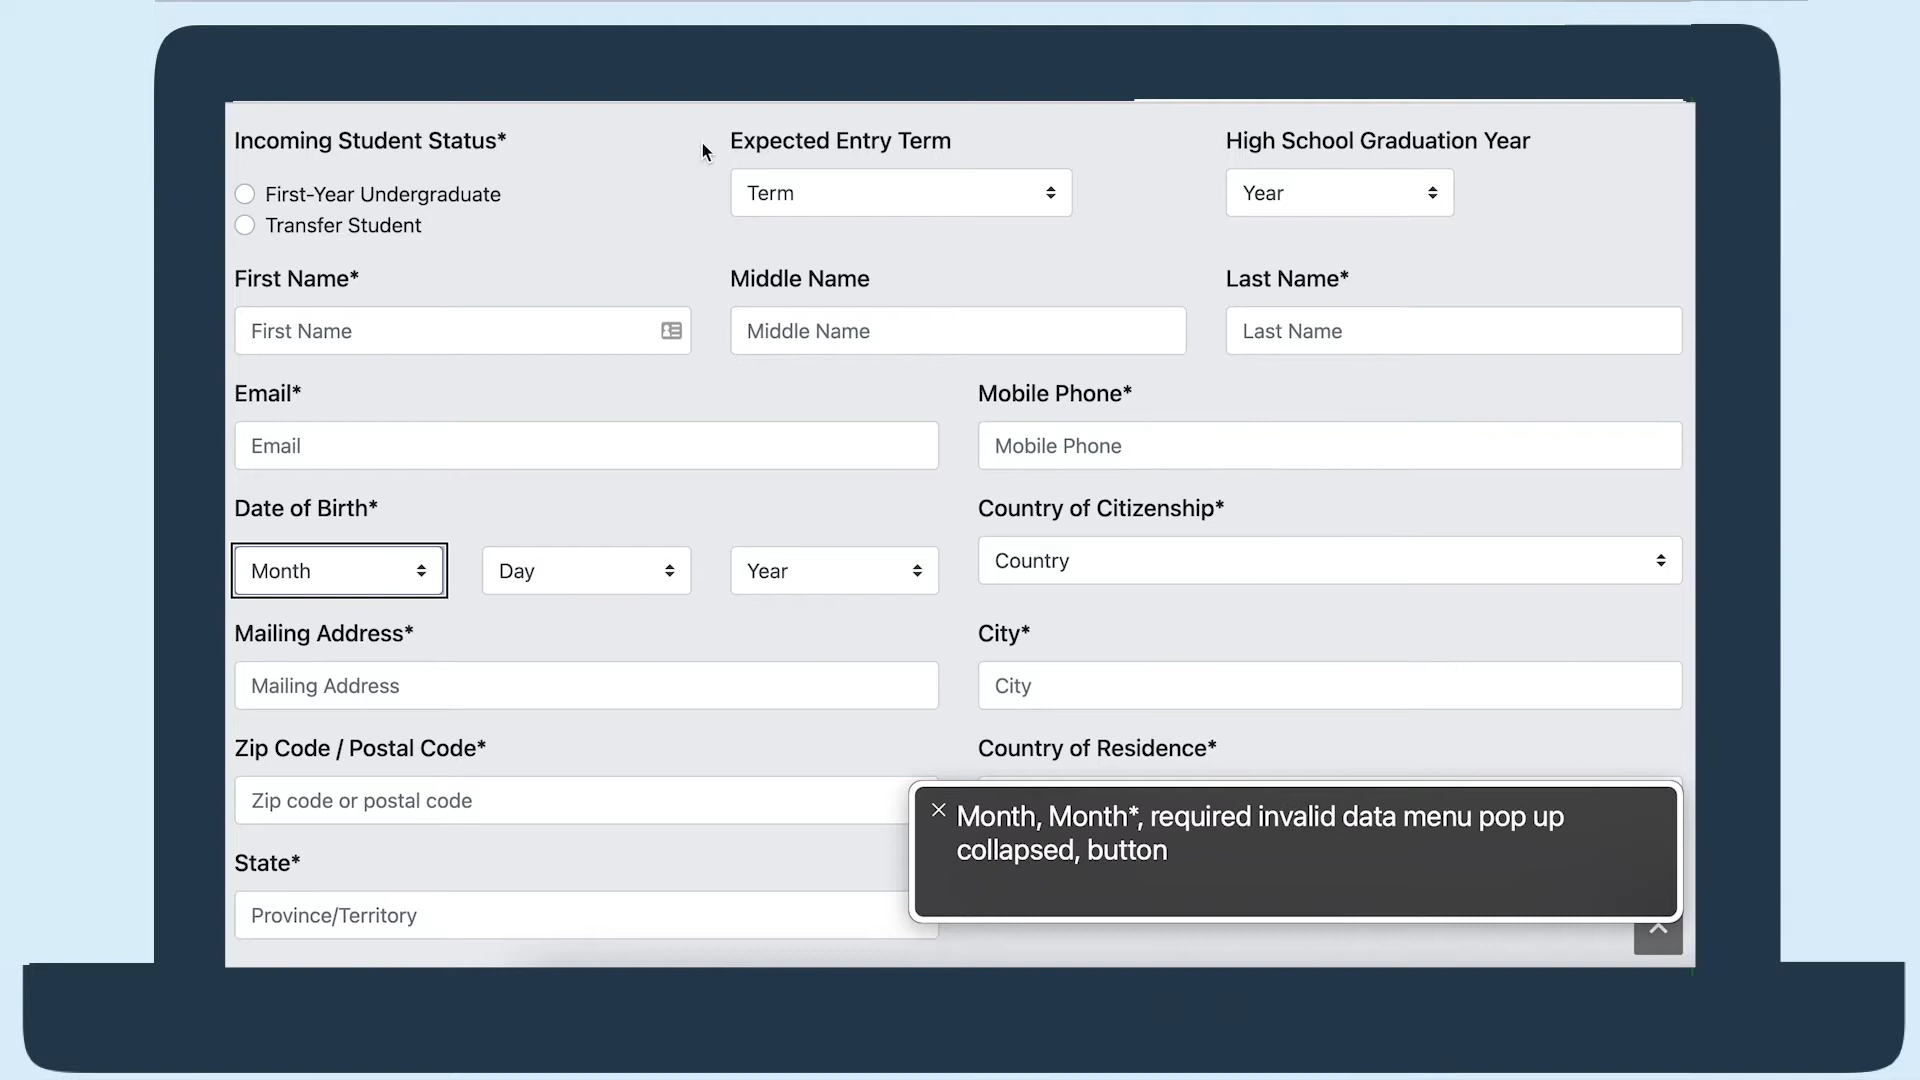 Incoming Student Status*
Expected Entry Term
High School Graduation Year
First-Year Undergraduate
Transfer Student
Term
Year
First Name*
Middle Name
Last Name*
First Name
Middle Name
Last Name
Email*
Mobile Phone*
Email
Mobile Phone
Date of Birth*
Country of Citizenship*
Month
Day
Year
Country
Mailing Address*
City*
Mailing Address
City
Zip Code / Postal Code*
Country of Residence*
Zip code or postal code
Month, Month*, required invalid data menu pop up
collapsed, button
State*
Province/Territory